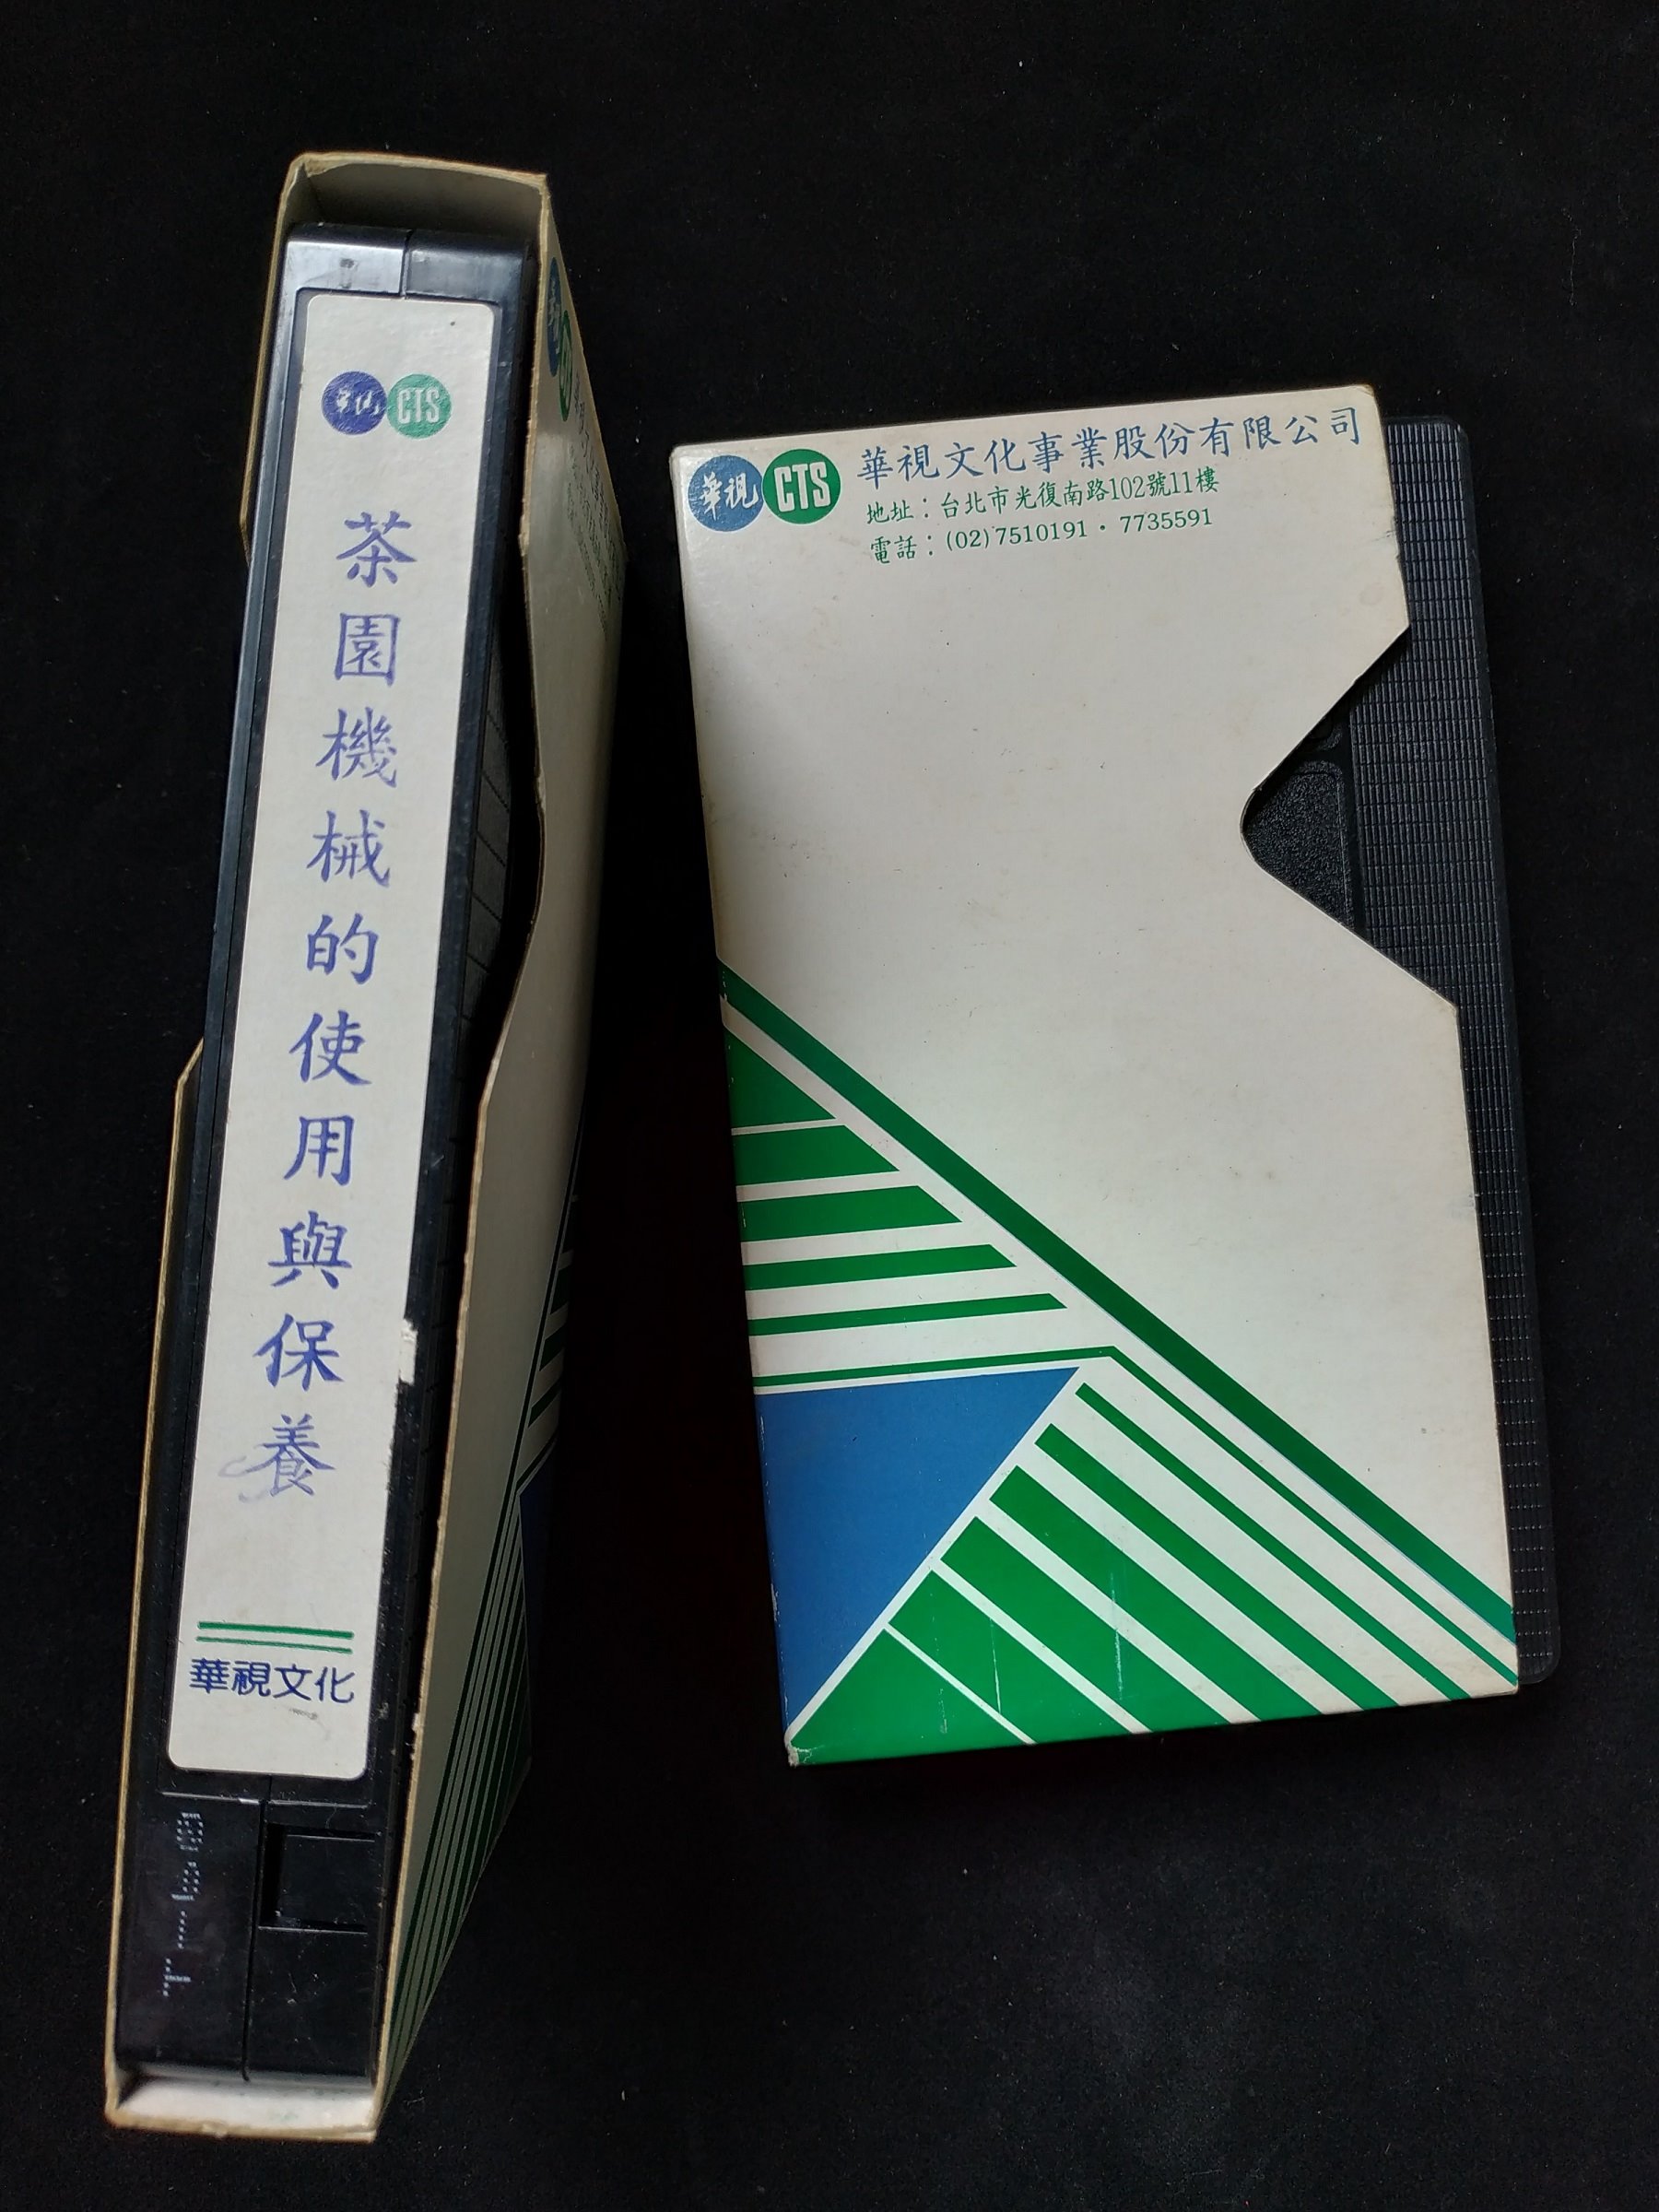 華視 CTS
茶園機械的使用與保養
華視文化
華視 CTS
華視文化事業股份有限公司
地址：台北市光復南路102號11樓
電話：(02)7510191・7735591